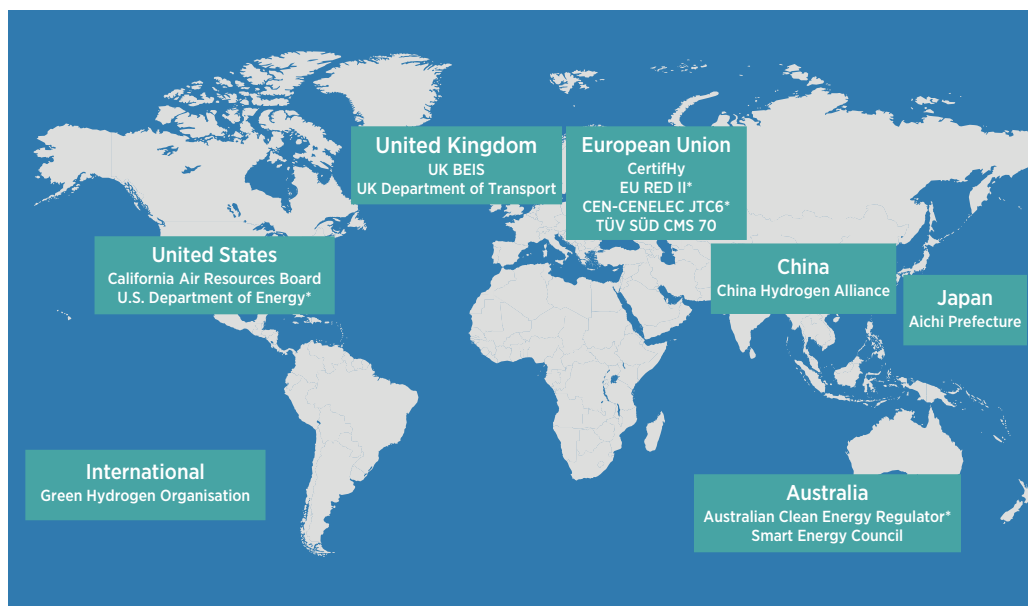 United Kingdom
UK BEIS
UK Department of Transport
European Union
CertifHy
EU RED II*
CEN-CENELEC JTC6*
TÜV SÜD CMS 70
United States
California Air Resources Board
U.S. Department of Energy*
China
China Hydrogen Alliance
Japan
Aichi Prefecture
International
Green Hydrogen Organisation
Australia
Australian Clean Energy Regulator*
Smart Energy Council